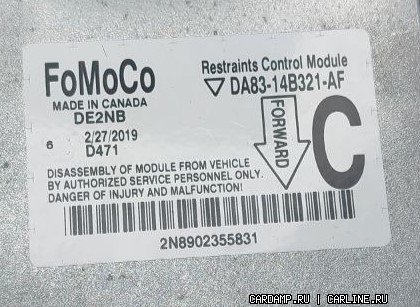 FoMoCo
MADE IN CANADA
DE2NB
6 2/27/2019
D471
Restraints Control Module
DA83-14B321-AF
FORWARD
C
DISASSEMBLY OF MODULE FROM VEHICLE
BY AUTHORIZED SERVICE PERSONNEL ONLY.
DANGER OF INJURY AND MALFUNCTION!
2N8902355831
CARDAMP.RU | CARLINE.RU